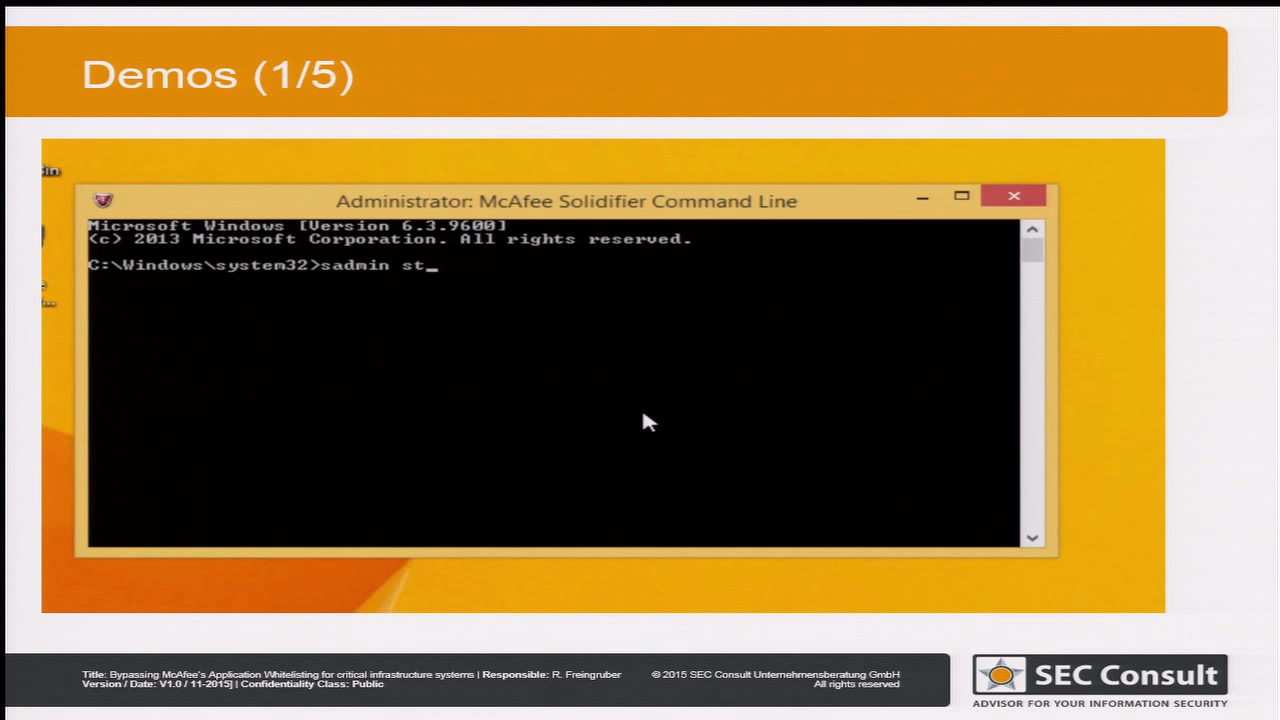 Demos (1/5)
in
Administrator: McAfee Solidifier Command Line
Microsoft Windows [Version 6.3.9600]
(c) 2013 Microsoft Corporation. All rights reserved.
C:\Windows\system32>sadmin st_
Title: Bypassing McAfee's Application Whitelisting for critical infrastructure systems | Responsible: R. Freingruber
Version / Date: V1.0 / 11-2015] | Confidentiality Class: Public
© 2015 SEC Consult Unternehmensberatung GmbH
All rights reserved
SEC Consult
ADVISOR FOR YOUR INFORMATION SECURITY